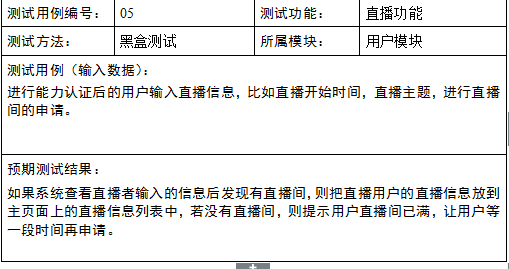 测试用例编号： 05 测试功能： 直播功能
测试方法： 黑盒测试 所属模块： 用户模块
测试用例（输入数据）：
进行能力认证后的用户输入直播信息，比如直播开始时间，直播主题，进行直播
间的申请。
预期测试结果：
如果系统查看直播者输入的信息后发现有直播间，则把直播用户的直播信息放到
主页面上的直播信息列表中，若没有直播间，则提示用户直播间已满，让用户等
一段时间再申请。